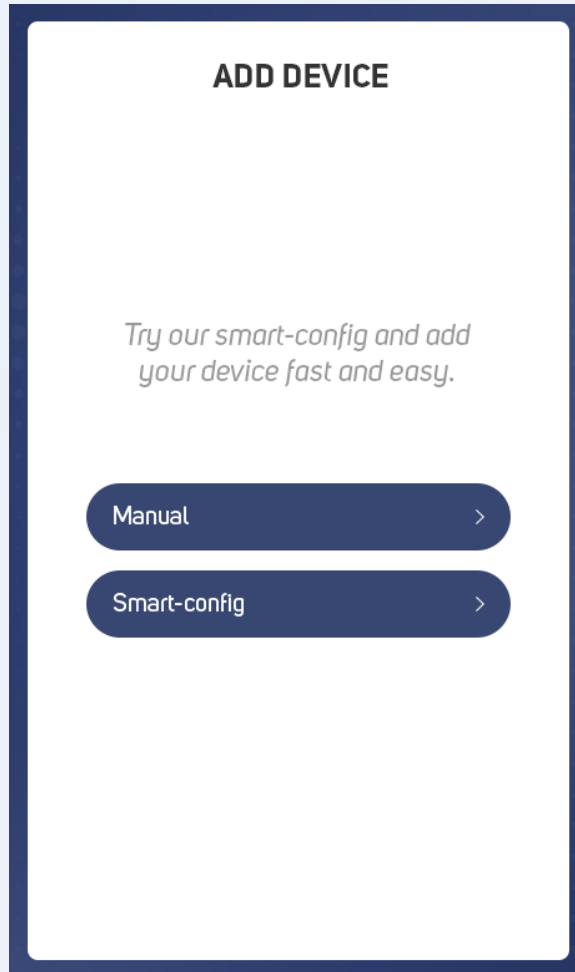 ADD DEVICE
Try our smart-config and add
your device fast and easy.
Manual
Smart-config